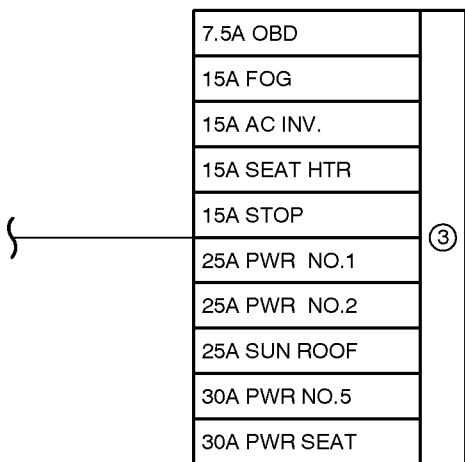 7.5A OBD
15A FOG
15A AC INV.
15A SEAT HTR
15A STOP
③
25A PWR NO.1
25A PWR NO.2
25A SUN ROOF
30A PWR NO.5
30A PWR SEAT